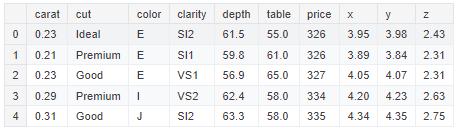 carat cut color clarity depth table price x y z
0 0.23 Ideal E SI2 61.5 55.0 326 3.95 3.98 2.43
1 0.21 Premium E SI1 59.8 61.0 326 3.89 3.84 2.31
2 0.23 Good E VS1 56.9 65.0 327 4.05 4.07 2.31
3 0.29 Premium I VS2 62.4 58.0 334 4.20 4.23 2.63
4 0.31 Good J SI2 63.3 58.0 335 4.34 4.35 2.75